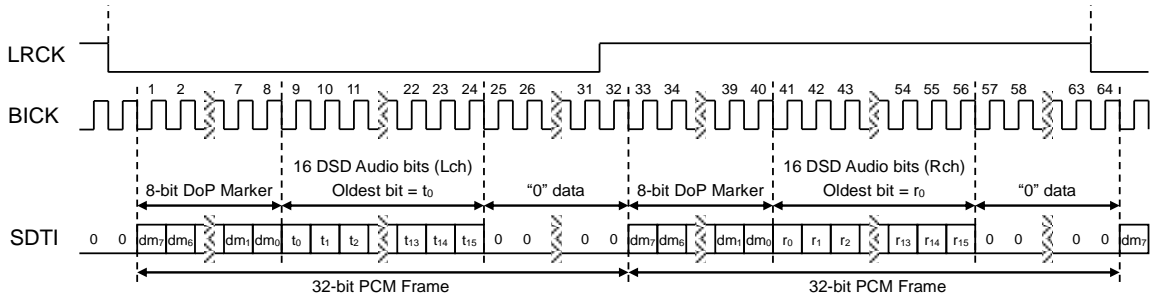 LRCK
1 2 7 8 9 10 11 22 23 24 25 26 31 32 33 34 39 40 41 42 43 54 55 56 57 58 63 64
BICK
16 DSD Audio bits (Lch) 16 DSD Audio bits (Rch)
8-bit DoP Marker Oldest bit = t0 “0” data 8-bit DoP Marker Oldest bit = r0 “0” data
SDTI 0 0 dm7 dm6 dm1 dm0 t0 t1 t2 t13 t14 t15 0 0 0 0 dm7 dm6 dm1 dm0 r0 r1 r2 r13 r14 r15 0 0 0 0 dm7
32-bit PCM Frame 32-bit PCM Frame